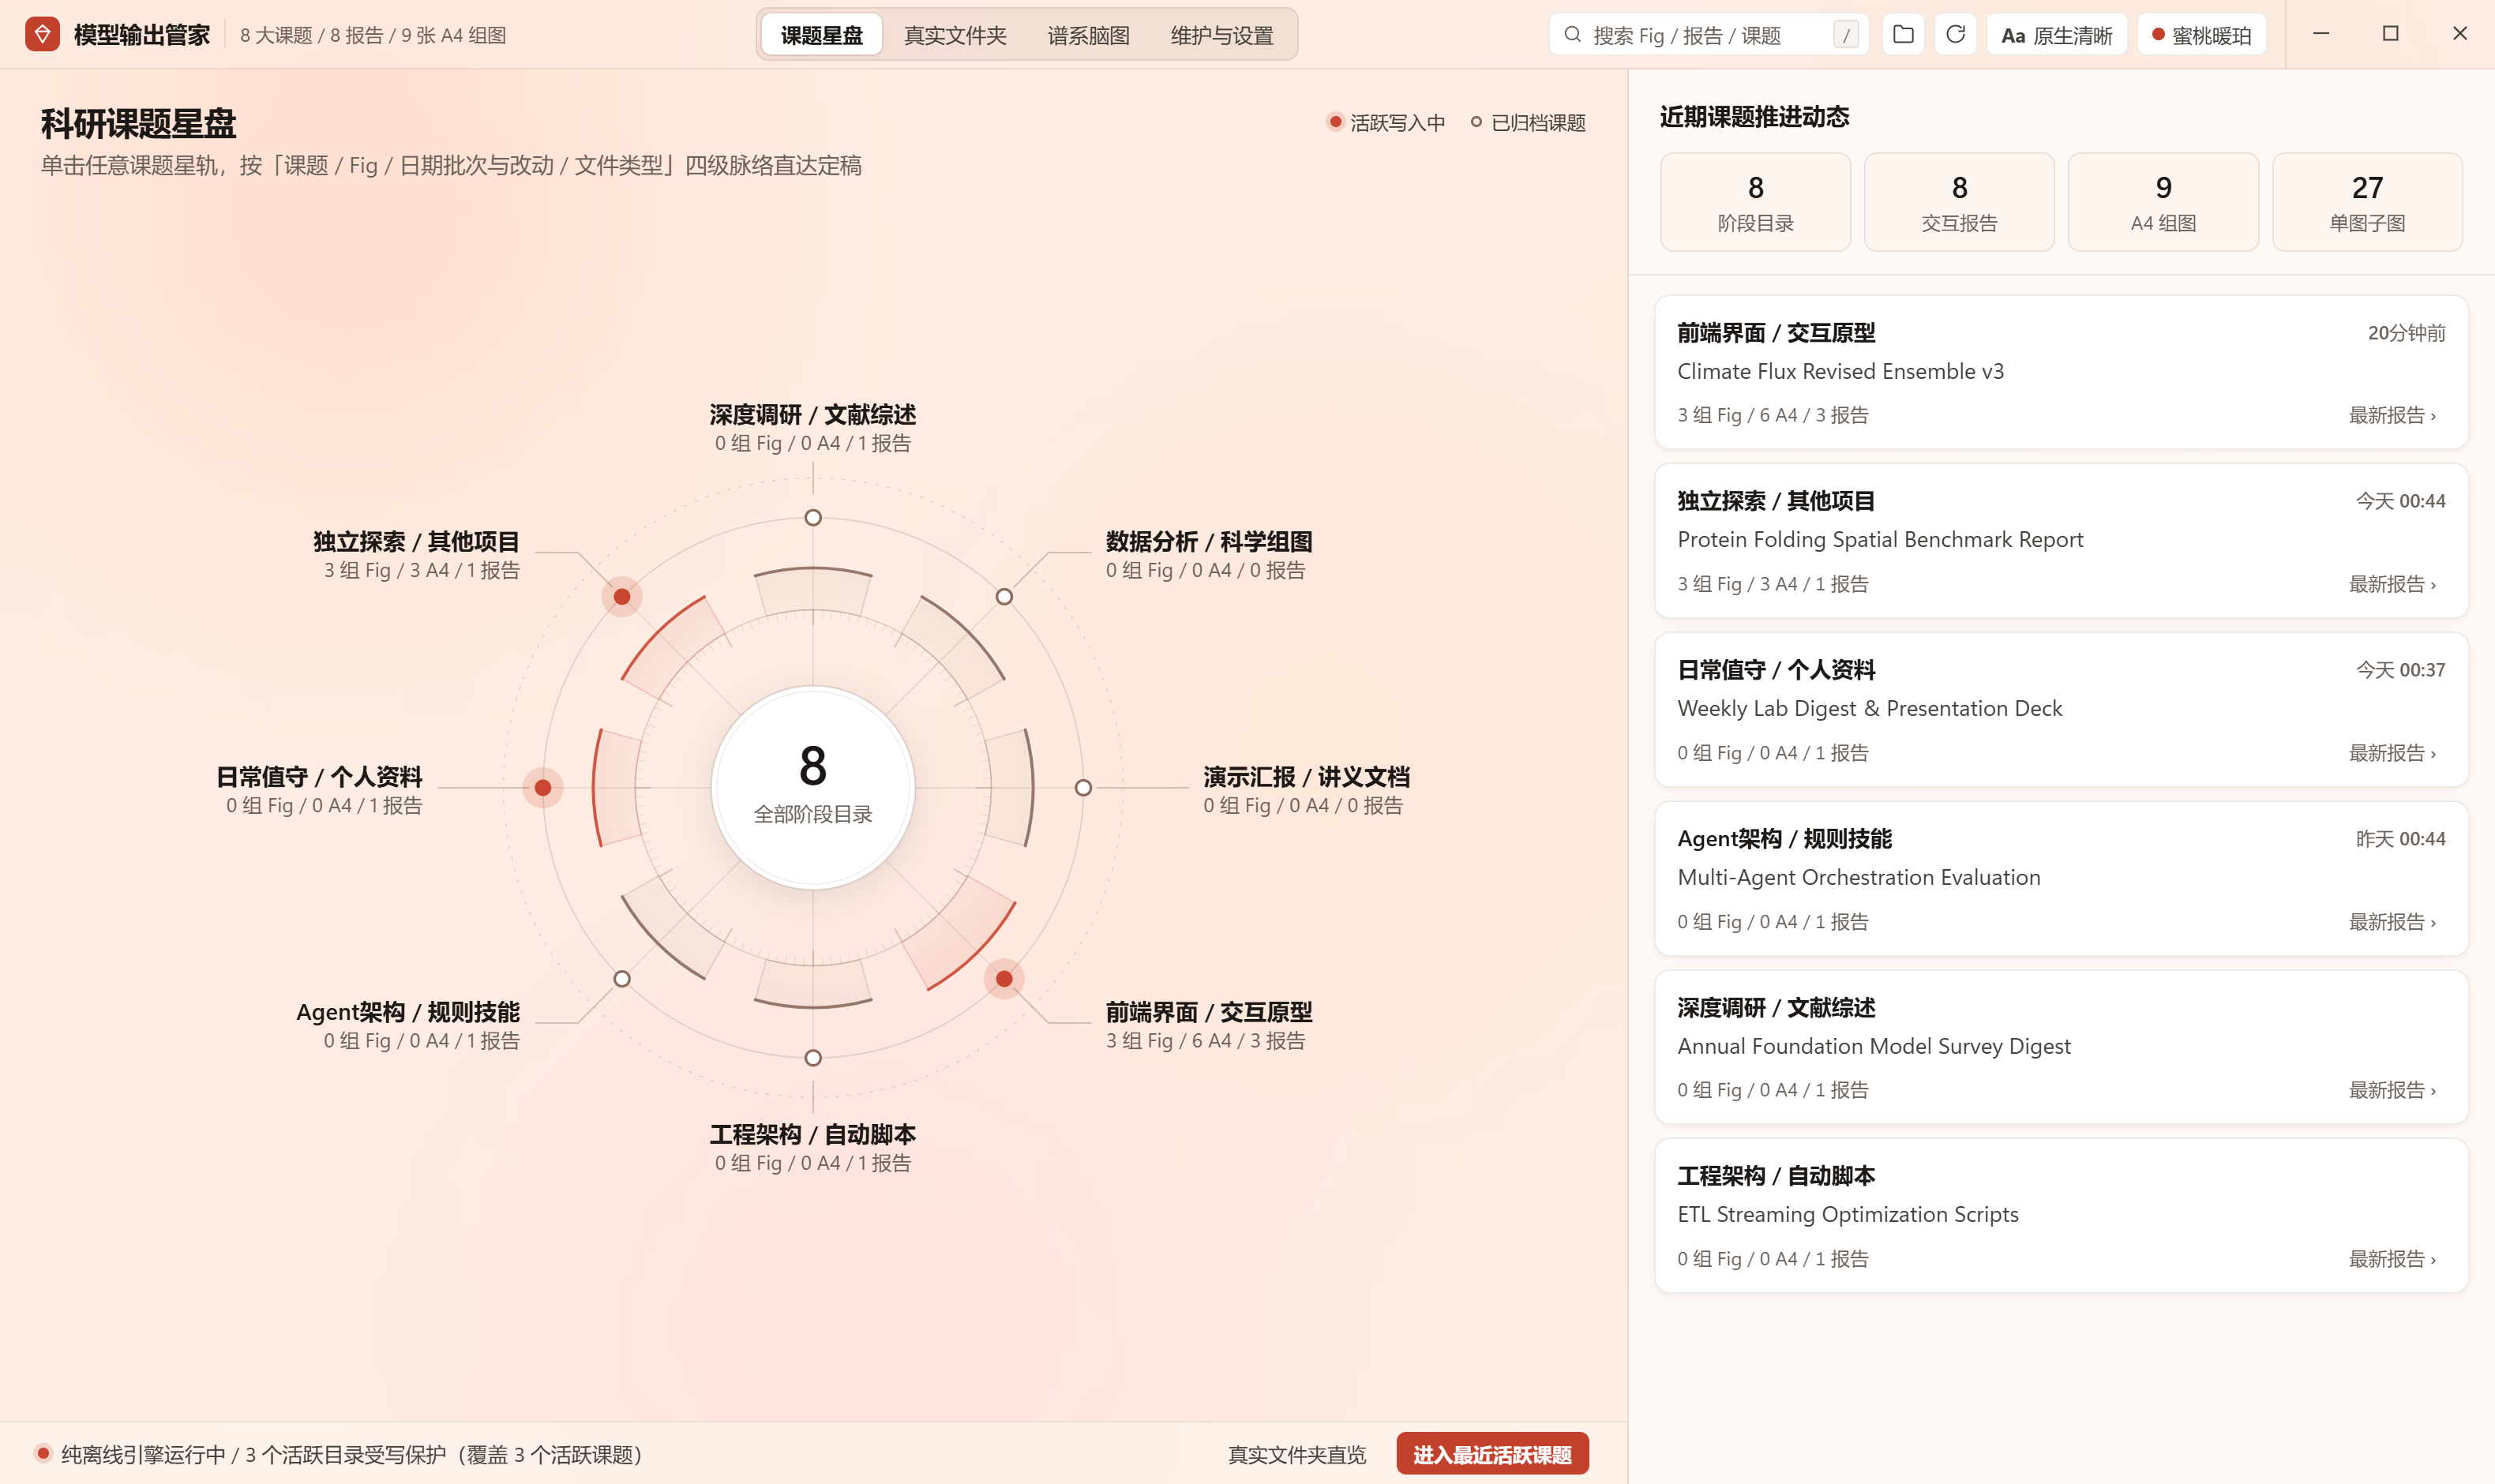 模型输出管家
8 大课题 / 8 报告 / 9 张 A4 组图
课题星盘
真实文件夹
谱系脑图
维护与设置
搜索 Fig / 报告 / 课题
/
Aa 原生清晰
蜜桃暖珀
科研课题星盘
单击任意课题星轨，按「课题 / Fig / 日期批次与改动 / 文件类型」四级脉络直达定稿
活跃写入中
已归档课题
深度调研 / 文献综述
0 组 Fig / 0 A4 / 1 报告
独立探索 / 其他项目
3 组 Fig / 3 A4 / 1 报告
数据分析 / 科学组图
0 组 Fig / 0 A4 / 0 报告
日常值守 / 个人资料
0 组 Fig / 0 A4 / 1 报告
8
全部阶段目录
演示汇报 / 讲义文档
0 组 Fig / 0 A4 / 0 报告
Agent架构 / 规则技能
0 组 Fig / 0 A4 / 1 报告
前端界面 / 交互原型
3 组 Fig / 6 A4 / 3 报告
工程架构 / 自动脚本
0 组 Fig / 0 A4 / 1 报告
纯离线引擎运行中 / 3 个活跃目录受写保护（覆盖 3 个活跃课题）
真实文件夹直览
进入最近活跃课题
近期课题推进动态
8
阶段目录
8
交互报告
9
A4 组图
27
单图子图
前端界面 / 交互原型
20分钟前
Climate Flux Revised Ensemble v3
3 组 Fig / 6 A4 / 3 报告
最新报告 ›
独立探索 / 其他项目
今天 00:44
Protein Folding Spatial Benchmark Report
3 组 Fig / 3 A4 / 1 报告
最新报告 ›
日常值守 / 个人资料
今天 00:37
Weekly Lab Digest & Presentation Deck
0 组 Fig / 0 A4 / 1 报告
最新报告 ›
Agent架构 / 规则技能
昨天 00:44
Multi-Agent Orchestration Evaluation
0 组 Fig / 0 A4 / 1 报告
最新报告 ›
深度调研 / 文献综述
Annual Foundation Model Survey Digest
0 组 Fig / 0 A4 / 1 报告
最新报告 ›
工程架构 / 自动脚本
ETL Streaming Optimization Scripts
0 组 Fig / 0 A4 / 1 报告
最新报告 ›